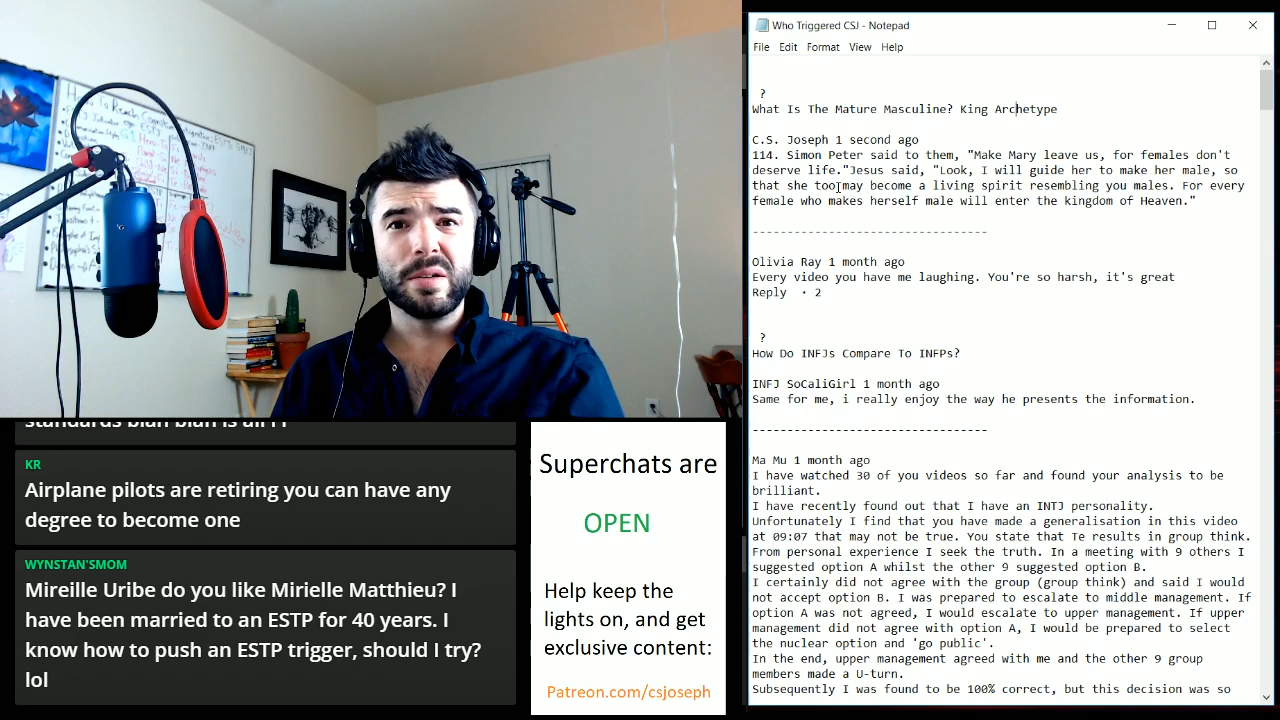 Who Triggered CSJ - Notepad
File Edit Format View Help
?
What Is The Mature Masculine? King Archetype
C.S. Joseph 1 second ago
114. Simon Peter said to them, "Make Mary leave us, for females don't
deserve life."Jesus said, "Look, I will guide her to make her male, so
that she too may become a living spirit resembling you males. For every
female who makes herself male will enter the kingdom of Heaven."
---------------------------------
Olivia Ray 1 month ago
Every video you have me laughing. You're so harsh, it's great
Reply · 2
?
How Do INFJs Compare To INFPs?
INFJ SoCaliGirl 1 month ago
Same for me, i really enjoy the way he presents the information.
---------------------------------
Ma Mu 1 month ago
I have watched 30 of you videos so far and found your analysis to be
brilliant.
I have recently found out that I have an INTJ personality.
Unfortunately I find that you have made a generalisation in this video
at 09:07 that may not be true. You state that Te results in group think.
From personal experience I seek the truth. In a meeting with 9 others I
suggested option A whilst the other 9 suggested option B.
I certainly did not agree with the group (group think) and said I would
not accept option B. I was prepared to escalate to middle management. If
option A was not agreed, I would escalate to upper management. If upper
management did not agree with option A, I would be prepared to select
the nuclear option and 'go public'.
In the end, upper management agreed with me and the other 9 group
members made a U-turn.
Subsequently I was found to be 100% correct, but this decision was so
KR
Airplane pilots are retiring you can have any
degree to become one
WYNSTAN'SMOM
Mireille Uribe do you like Mirielle Matthieu? I
have been married to an ESTP for 40 years. I
know how to push an ESTP trigger, should I try?
lol
Superchats are
OPEN
Help keep the
lights on, and get
exclusive content:
Patreon.com/csjoseph